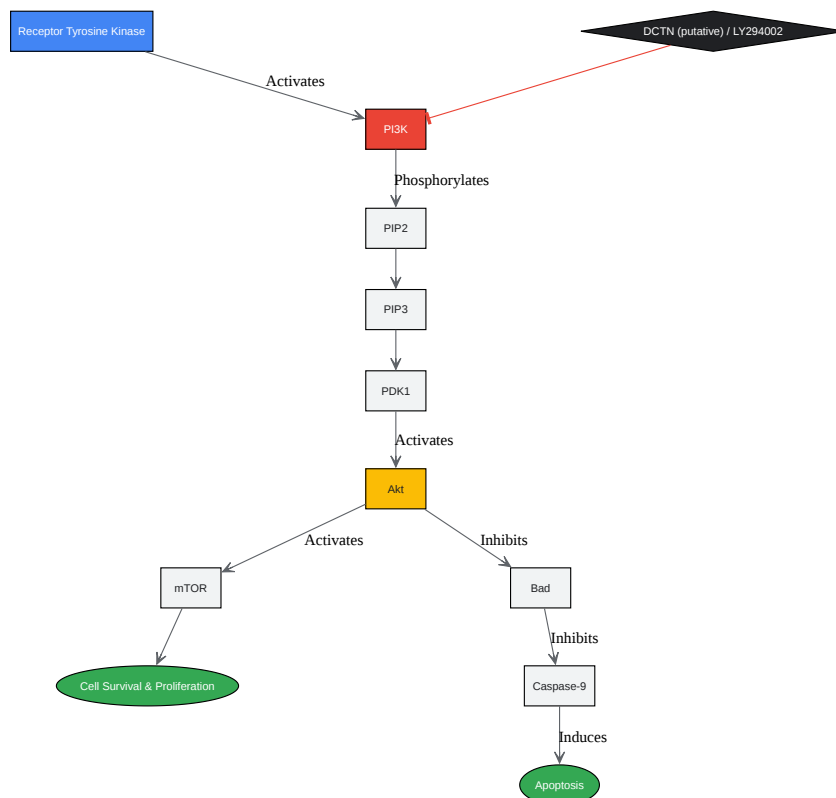 Receptor Tyrosine Kinase
DCTN (putative) / LY294002
Activates
PI3K
Phosphorylates
PIP2
PIP3
PDK1
Activates
Akt
Activates
Inhibits
mTOR
Bad
Inhibits
Cell Survival & Proliferation
Caspase-9
Induces
Apoptosis